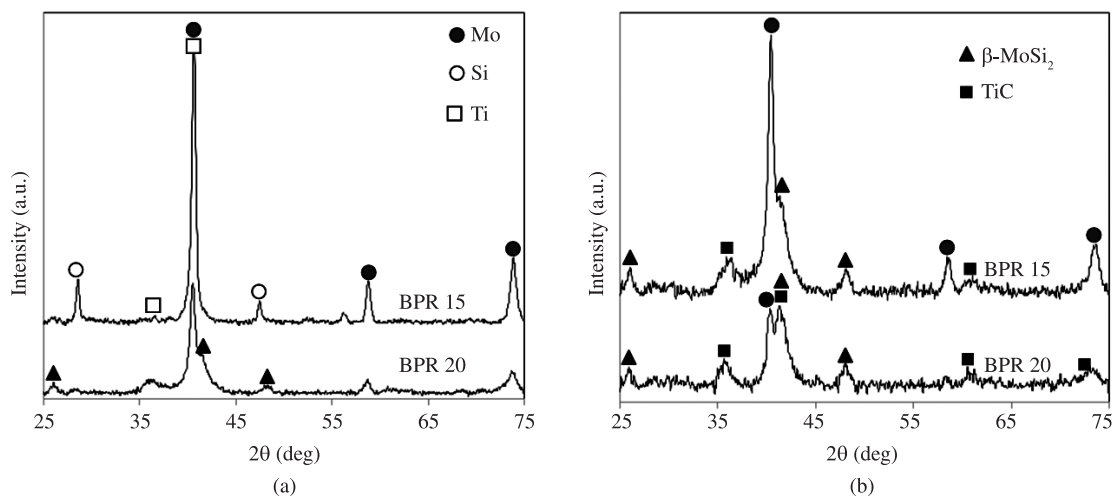 (a)
Mo
Si
Ti
Intensity (a.u.)
BPR 15
BPR 20
25 35 45 55 65 75
2θ (deg)
(a)
(b)
β-MoSi₂
TiC
Intensity (a.u.)
BPR 15
BPR 20
25 35 45 55 65 75
2θ (deg)
(b)